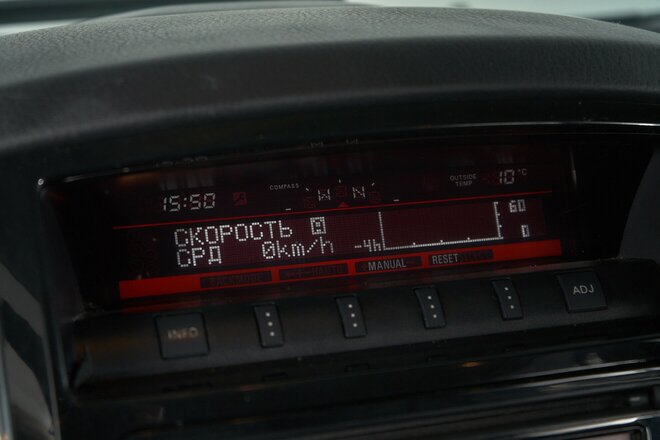 15:50
COMPASS
W N
OUTSIDE TEMP
-10 °C
СКОРОСТЬ
СРД 0km/h
-4h
60
0
MANUAL
RESET
INFO
ADJ